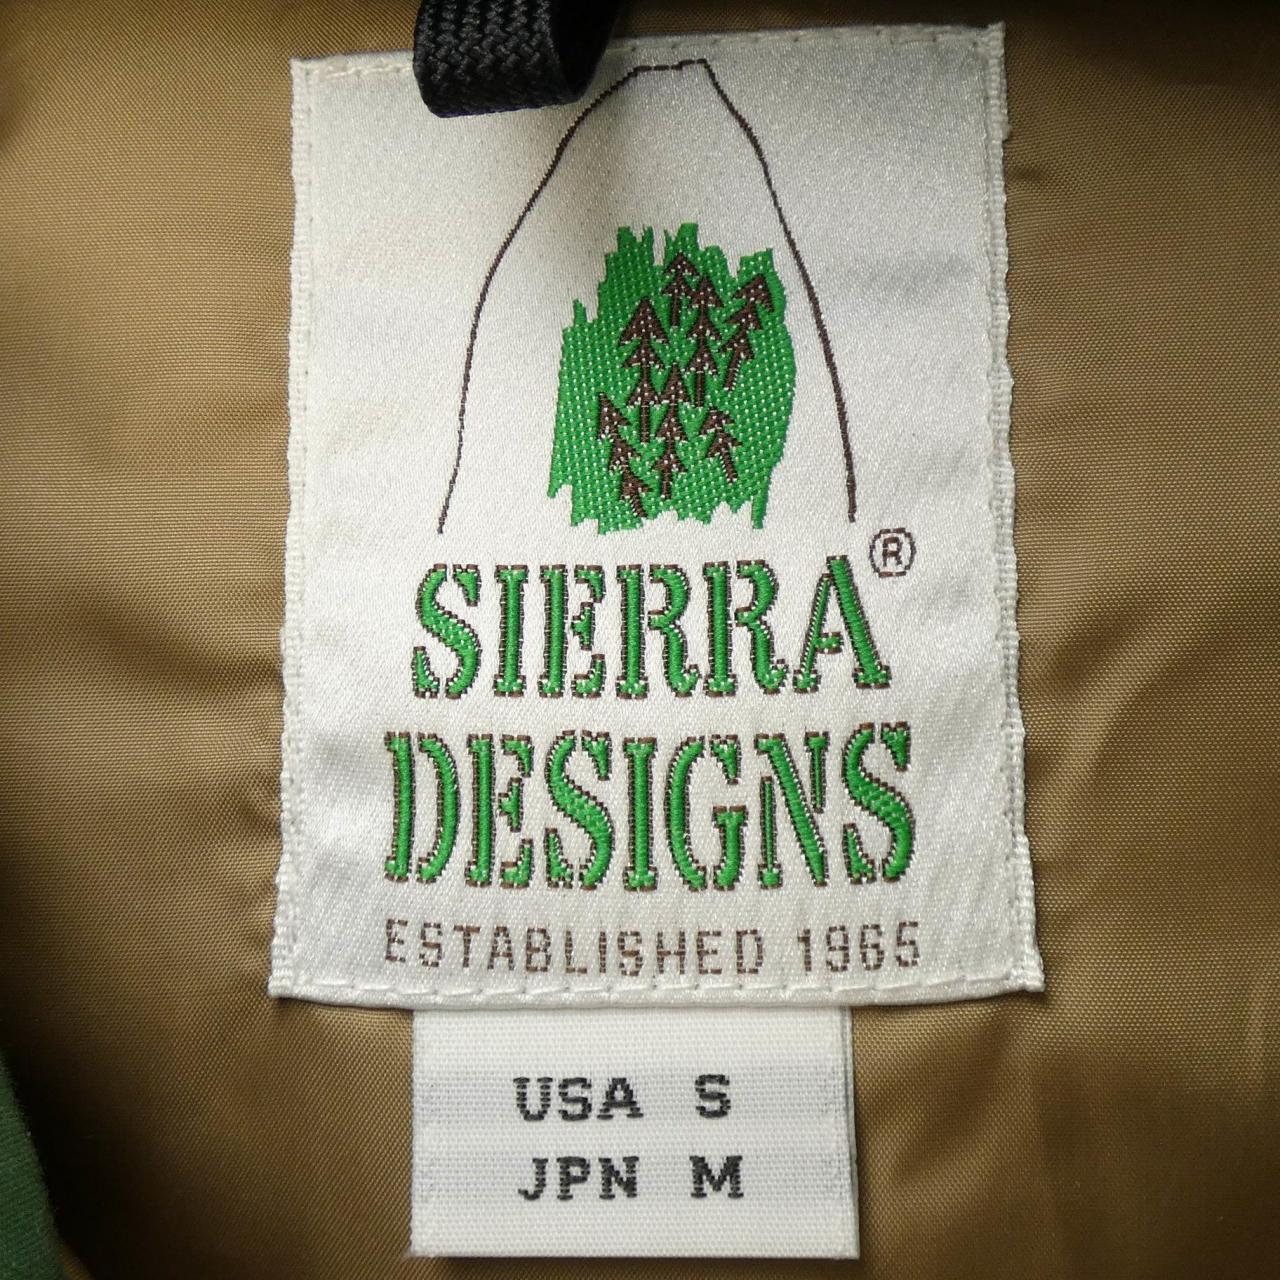 SIERRA®
DESIGNS
ESTABLISHED 1965
USA S
JPN M